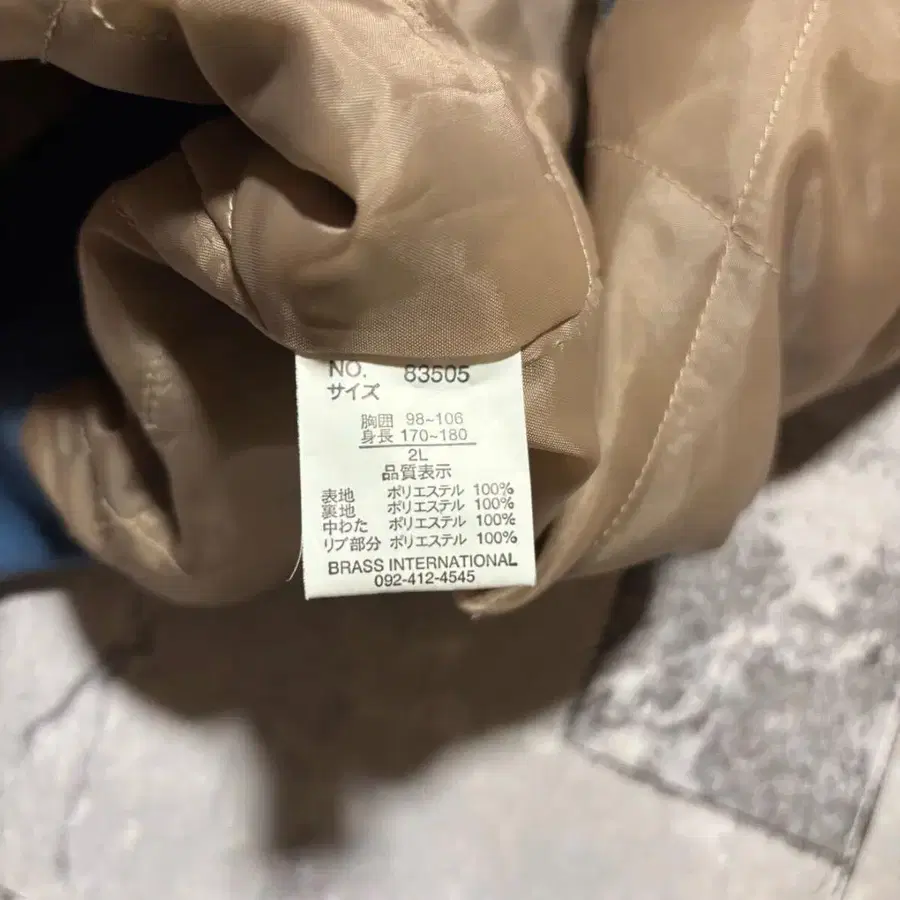 NO. 83505
サイズ
胸囲 98~106
身長 170~180
2L
品質表示
表地 ポリエステル 100%
裏地 ポリエステル 100%
中わた ポリエステル 100%
リブ部分 ポリエステル 100%
BRASS INTERNATIONAL
092-412-4545